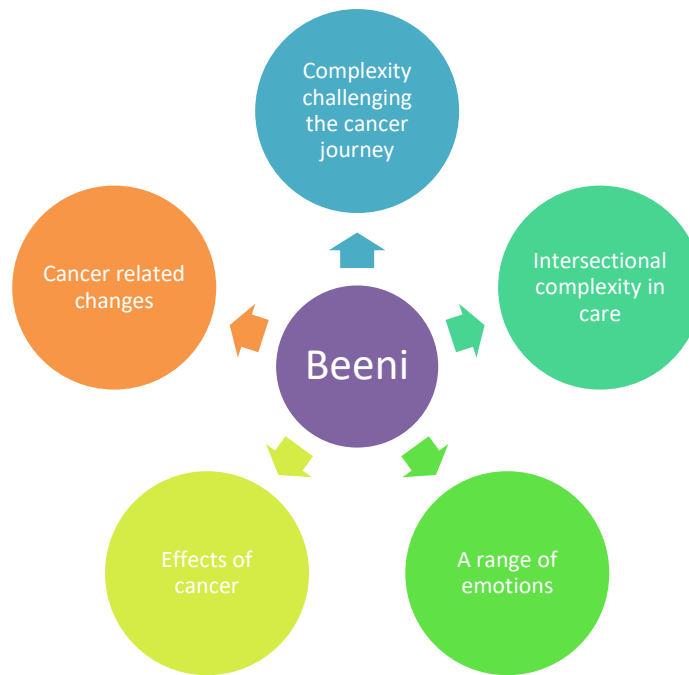 Complexity
challenging
the cancer
journey
Intersectional
complexity in
care
A range of
emotions
Effects of
cancer
Cancer related
changes
Beeni